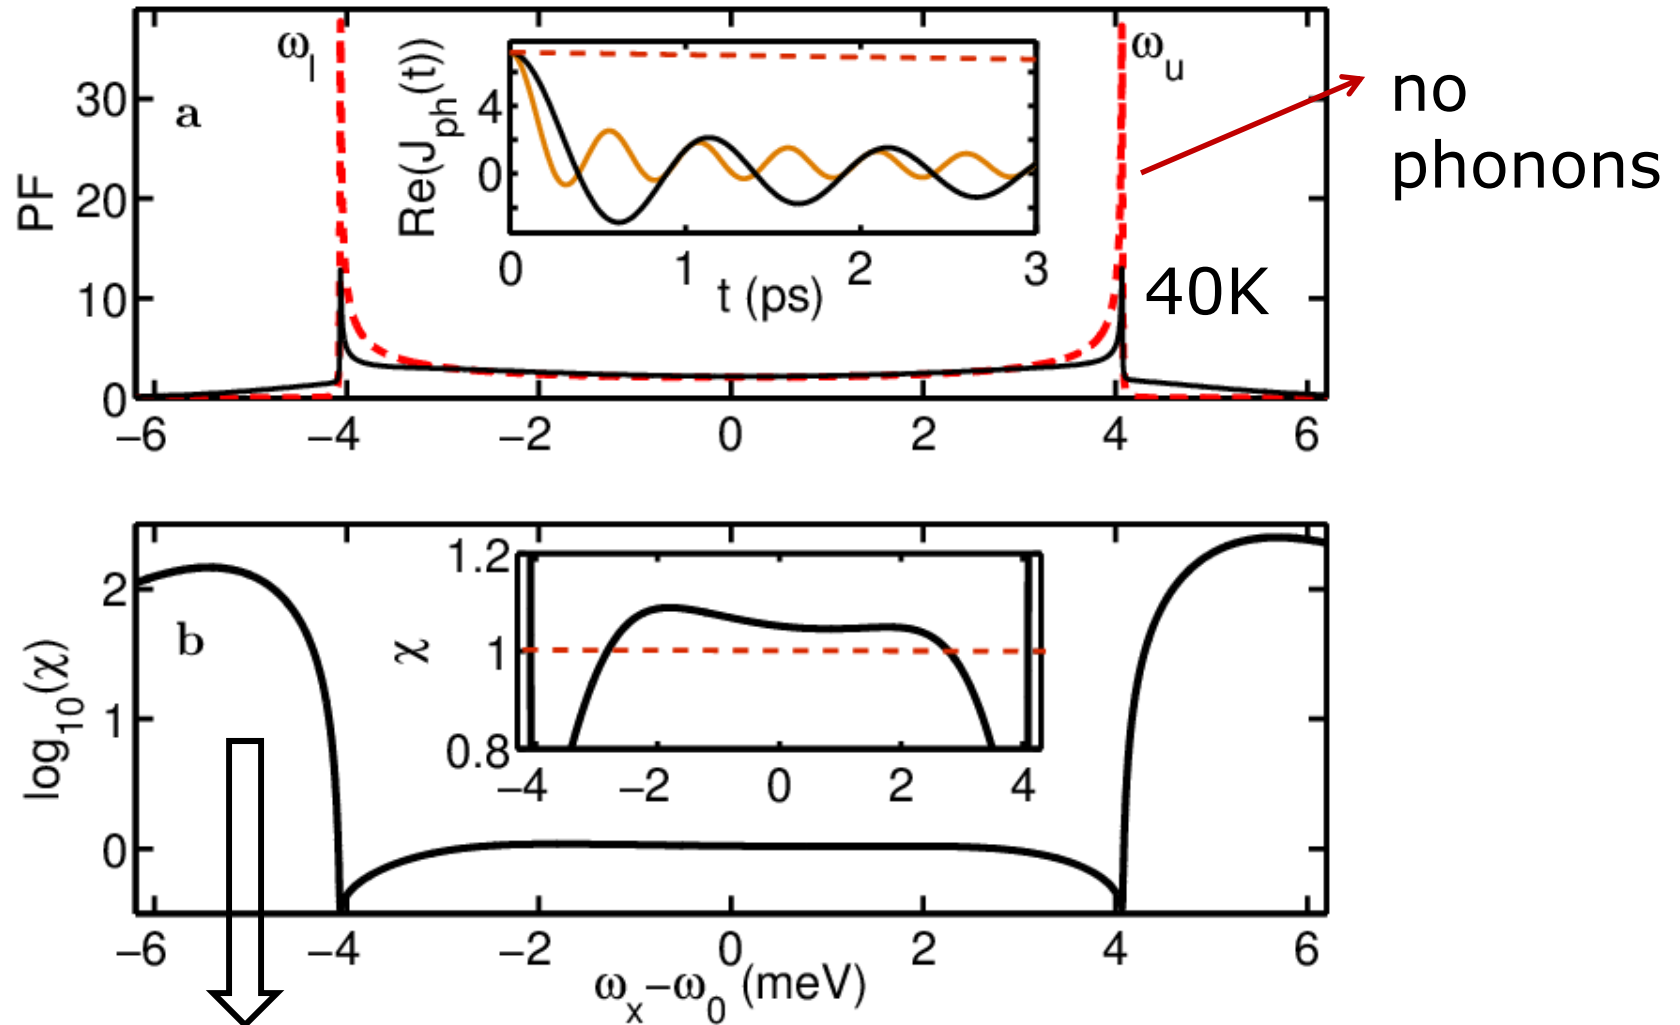 ω_l
ω_u
a
PF
30
20
10
0
−6 −4 −2 0 2 4 6
Re(J_ph(t))
4
0
0 1 2 3
t (ps)
no
phonons
40K
b
log_10(χ)
2
1
0
χ
1.2
1
0.8
−4 −2 0 2 4
−6 −4 −2 0 2 4 6
ω_x−ω_0 (meV)